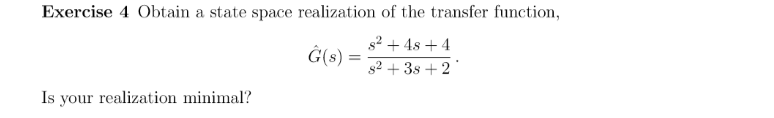 Exercise 4 Obtain a state space realization of the transfer function,
Ĝ(s) = (s² + 4s + 4) / (s² + 3s + 2) .
Is your realization minimal?